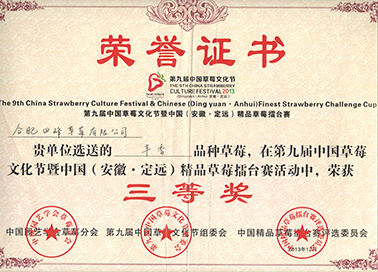 荣誉证书
第九届中国草莓文化节
THE 9TH CHINA STRAWBERRY
CULTURE FESTIVAL 2013
The 9th China Strawberry Culture Festival & Chinese (Ding yuan · Anhui)Finest Strawberry Challenge Cup
第九届中国草莓文化节暨中国（安徽·定远）精品草莓擂台赛
合肥田峰草莓有限公司
贵单位选送的 丰香 品种草莓，在第九届中国草莓
文化节暨中国（安徽·定远）精品草莓擂台赛活动中，荣获
三等奖
中国园艺学会草莓分会 第九届中国草莓文化节组委会 中国精品草莓擂台赛评选委员会